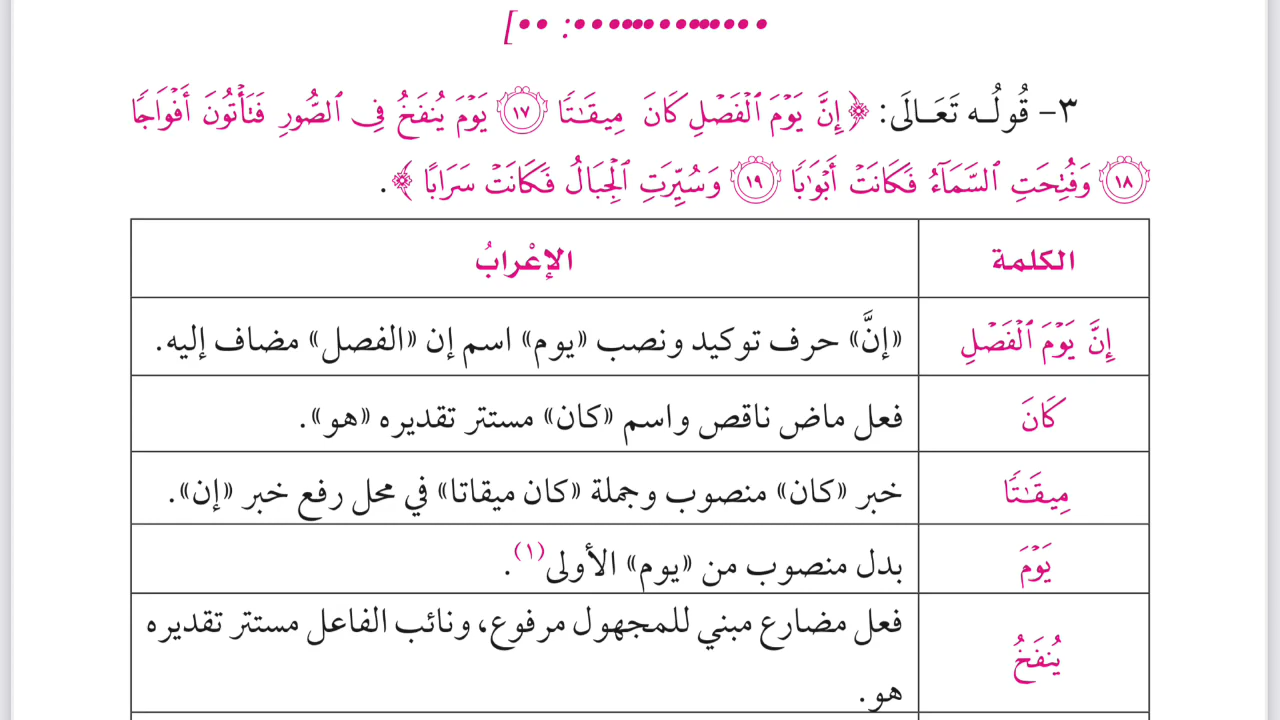 ٣- قُولُـه تَعَـالَى: ﴿ إِنَّ يَوۡمَ ٱلۡفَصۡلِ كَانَ مِيقَٰتٗا ١٧ يَوۡمَ يُنفَخُ فِى ٱلصُّورِ فَتَأۡتُونَ أَفۡوَاجٗا
١٨ وَفُتِحَتِ ٱلسَّمَآءُ فَكَانَتۡ أَبۡوَٰبٗا ١٩ وَسُيِّرَتِ ٱلۡجِبَالُ فَكَانَتۡ سَرَابًا ﴾.
الكلمة الإعْرابُ
إِنَّ يَوۡمَ ٱلۡفَصۡلِ «إنَّ» حرف توكيد ونصب «يوم» اسم إن «الفصل» مضاف إليه.
كَانَ فعل ماض ناقص واسم «كان» مستتر تقديره «هو».
مِيقَٰتٗا خبر «كان» منصوب وجملة «كان ميقاتا» في محل رفع خبر «إن».
يَوۡمَ بدل منصوب من «يوم» الأولى(١).
يُنفَخُ فعل مضارع مبني للمجهول مرفوع، ونائب الفاعل مستتر تقديره
هو.